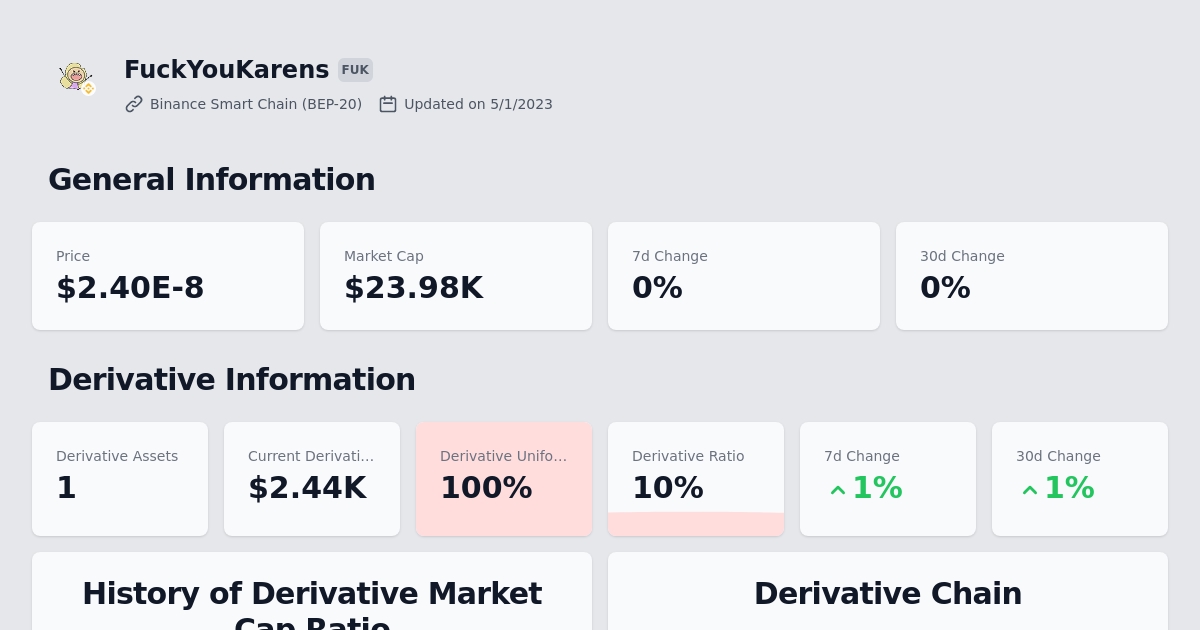 FuckYouKarens FUK
Binance Smart Chain (BEP-20) Updated on 5/1/2023
General Information
Price
$2.40E-8
Market Cap
$23.98K
7d Change
0%
30d Change
0%
Derivative Information
Derivative Assets
1
Current Derivati...
$2.44K
Derivative Unifo...
100%
Derivative Ratio
10%
7d Change
1%
30d Change
1%
History of Derivative Market
Cap Ratio
Derivative Chain